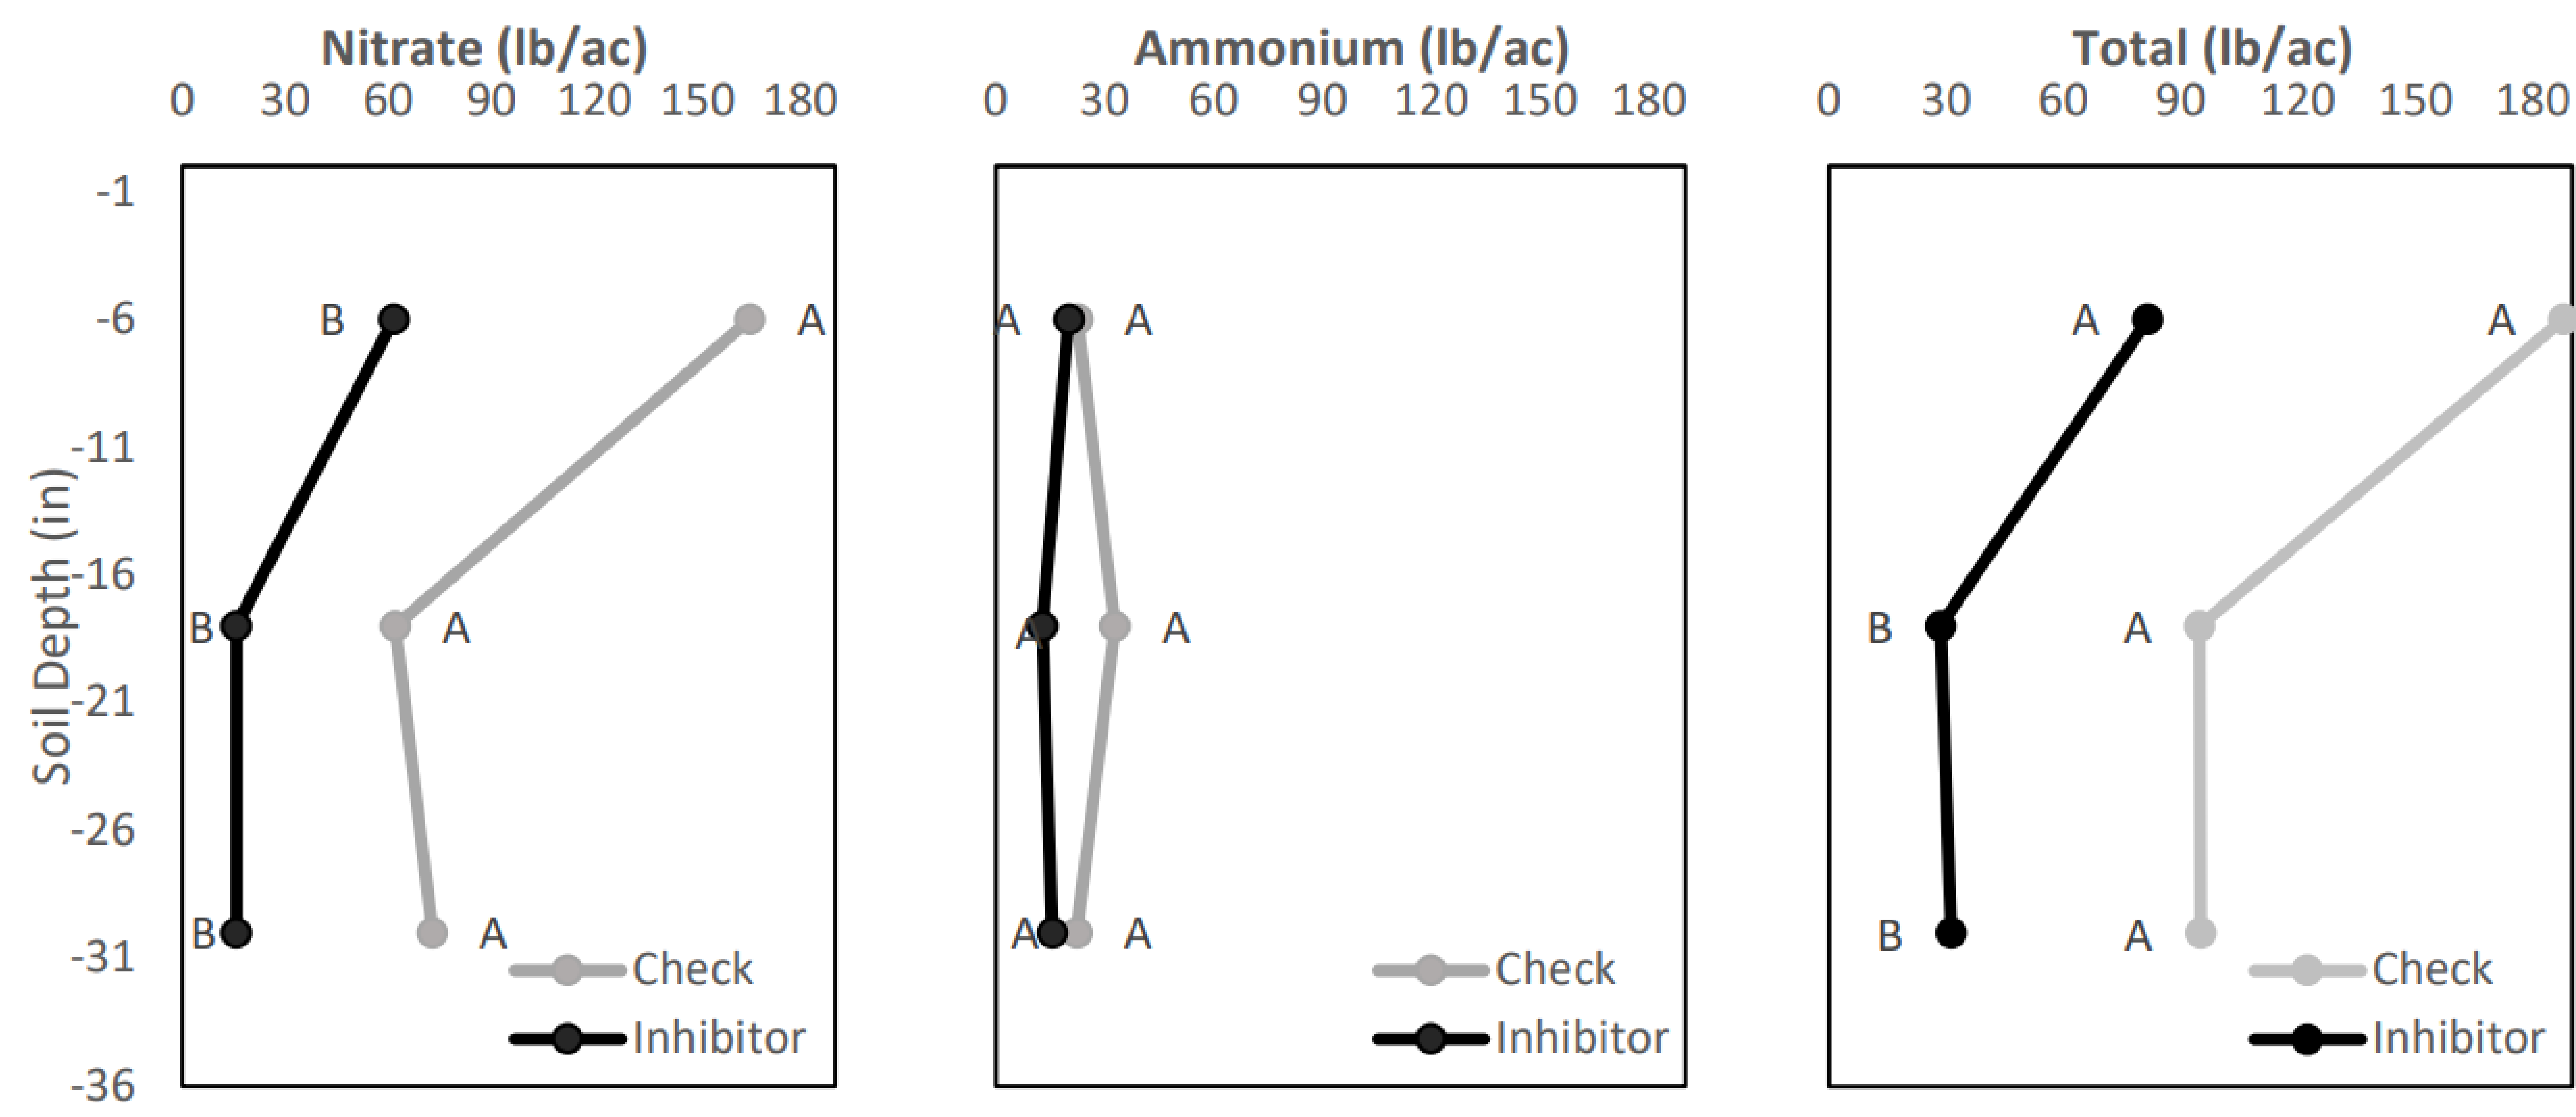 Nitrate (lb/ac)
0 30 60 90 120 150 180
Ammonium (lb/ac)
0 30 60 90 120 150 180
Total (lb/ac)
0 30 60 90 120 150 180
Soil Depth (in)
-1
-6
-11
-16
-21
-26
-31
-36
B A
B A
B A
Check
Inhibitor
A A
A A
A A
Check
Inhibitor
A A
B A
B A
Check
Inhibitor